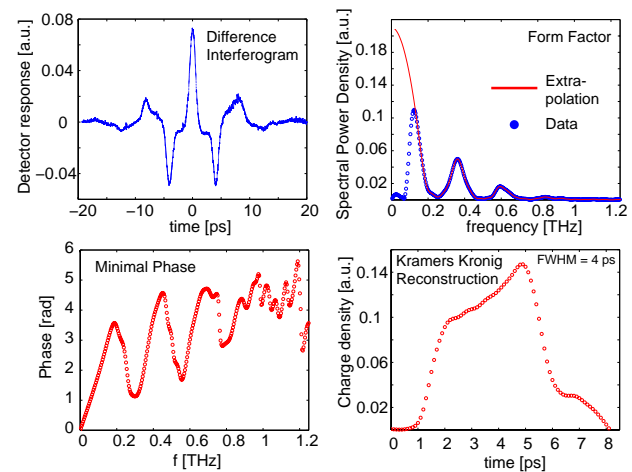 Detector response [a.u.]
0.08
0.04
0
−0.04
Difference
Interferogram
−20
−10
0
10
20
time [ps]
Spectral Power Density [a.u.]
0.2
0.1
0.02
Form Factor
Extra-
polation
Data
0
0.2
0.4
0.6
0.8
1.2
frequency [THz]
Phase [rad]
6
5
4
3
2
1
0
Minimal Phase
0
0.2
0.4
0.6
0.8
1.0
1.2
f [THz]
Charge density [a.u.]
0.14
0.1
0.06
0.02
Kramers Kronig
Reconstruction
FWHM = 4 ps
0
1
2
3
4
5
6
7
8
time [ps]